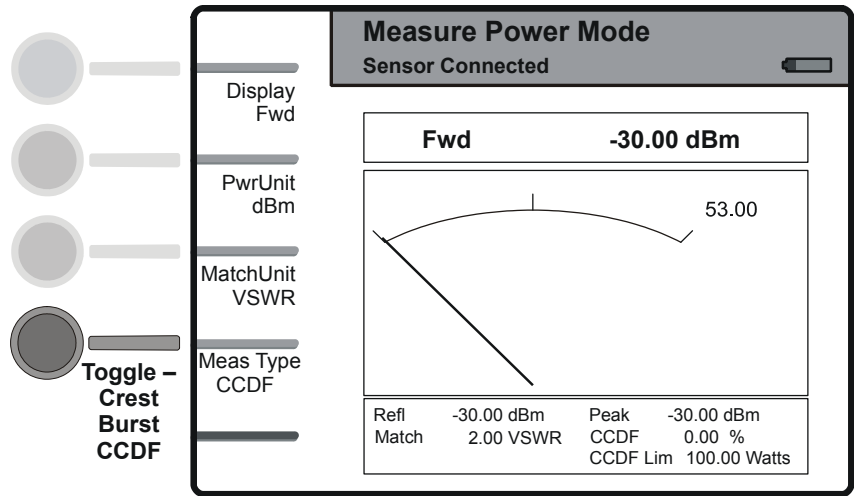 Measure Power Mode
Sensor Connected
Display
Fwd
PwrUnit
dBm
MatchUnit
VSWR
Meas Type
CCDF
Toggle –
Crest
Burst
CCDF
Fwd -30.00 dBm
53.00
Refl -30.00 dBm Peak -30.00 dBm
Match 2.00 VSWR CCDF 0.00 %
CCDF Lim 100.00 Watts